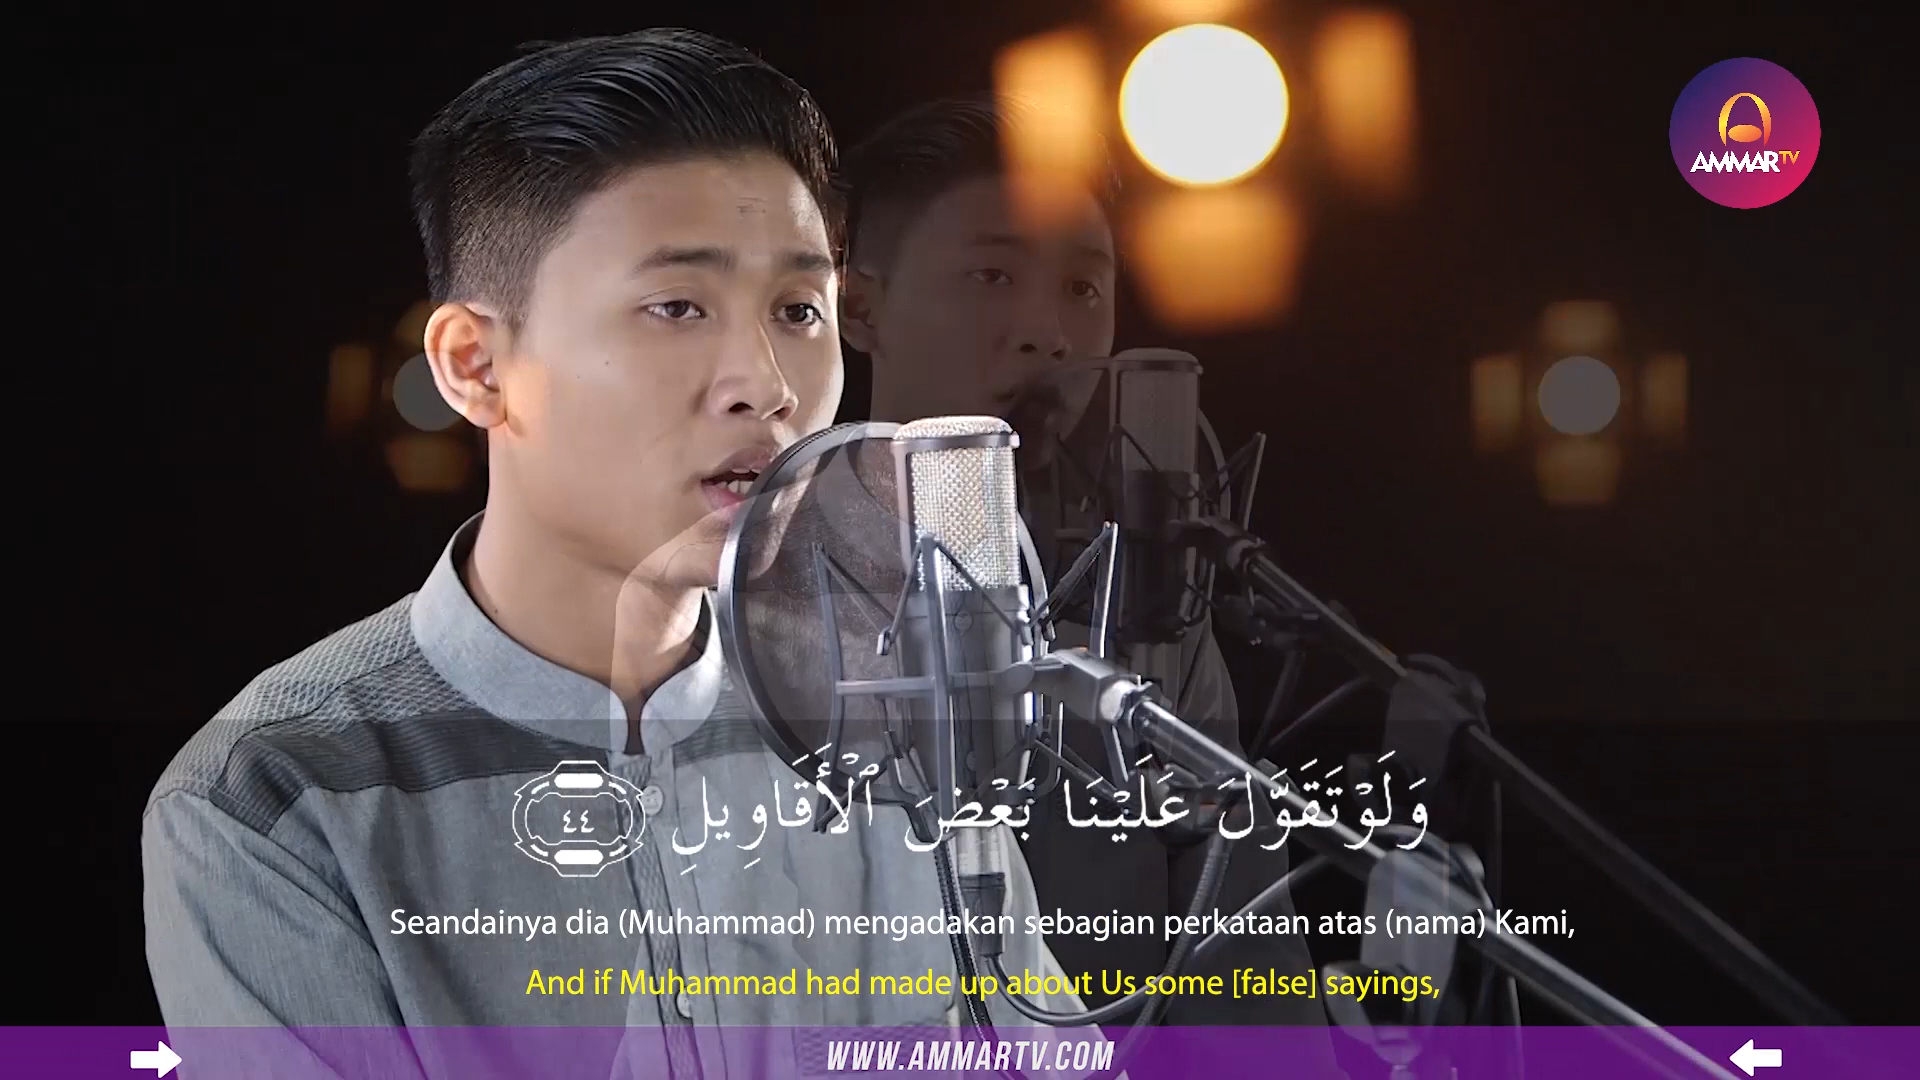 AMMARTV
وَلَوْ تَقَوَّلَ عَلَيْنَا بَعْضَ ٱلْأَقَاوِيلِ ٤٤
Seandainya dia (Muhammad) mengadakan sebagian perkataan atas (nama) Kami,
And if Muhammad had made up about Us some [false] sayings,
WWW.AMMARTV.COM